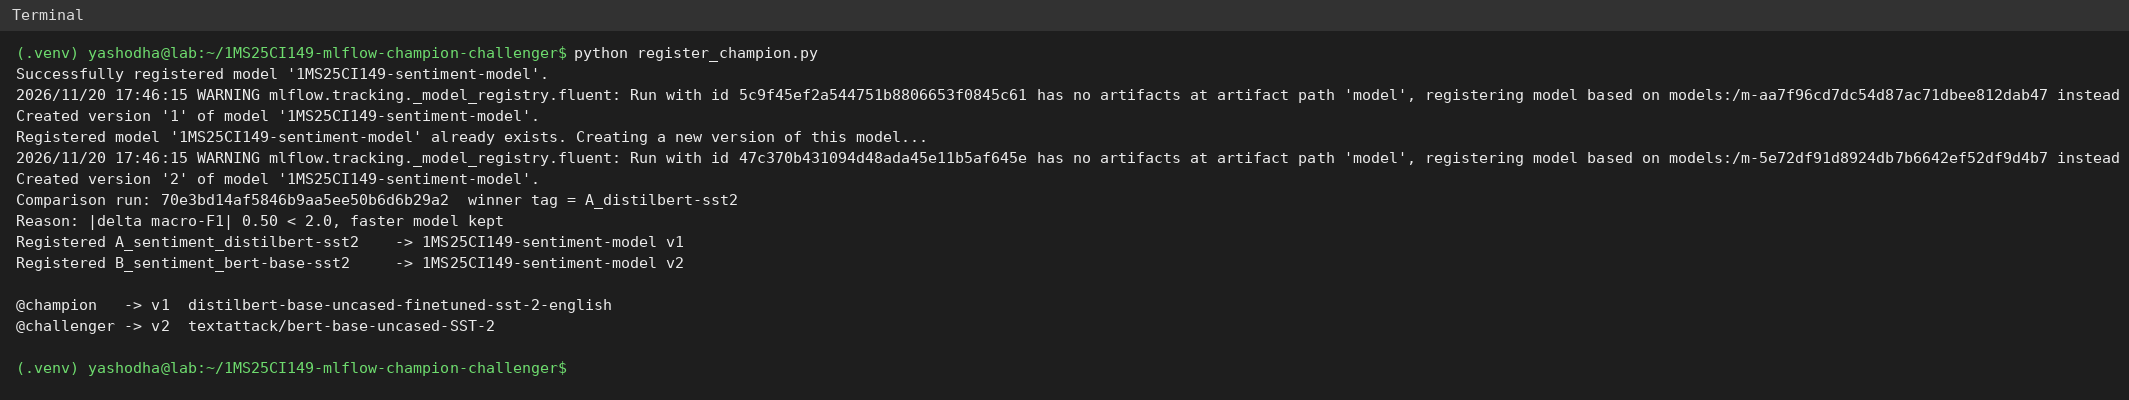 Terminal
(.venv) yashodha@lab:~/1MS25CI149-mlflow-champion-challenger$ python register_champion.py
Successfully registered model '1MS25CI149-sentiment-model'.
2026/11/20 17:46:15 WARNING mlflow.tracking._model_registry.fluent: Run with id 5c9f45ef2a544751b8806653f0845c61 has no artifacts at artifact path 'model', registering model based on models:/m-aa7f96cd7dc54d87ac71dbee812dab47 instead
Created version '1' of model '1MS25CI149-sentiment-model'.
Registered model '1MS25CI149-sentiment-model' already exists. Creating a new version of this model...
2026/11/20 17:46:15 WARNING mlflow.tracking._model_registry.fluent: Run with id 47c370b431094d48ada45e11b5af645e has no artifacts at artifact path 'model', registering model based on models:/m-5e72df91d8924db7b6642ef52df9d4b7 instead
Created version '2' of model '1MS25CI149-sentiment-model'.
Comparison run: 70e3bd14af5846b9aa5ee50b6d6b29a2  winner tag = A_distilbert-sst2
Reason: |delta macro-F1| 0.50 < 2.0, faster model kept
Registered A_sentiment_distilbert-sst2    -> 1MS25CI149-sentiment-model v1
Registered B_sentiment_bert-base-sst2     -> 1MS25CI149-sentiment-model v2
@champion   -> v1  distilbert-base-uncased-finetuned-sst-2-english
@challenger -> v2  textattack/bert-base-uncased-SST-2
(.venv) yashodha@lab:~/1MS25CI149-mlflow-champion-challenger$